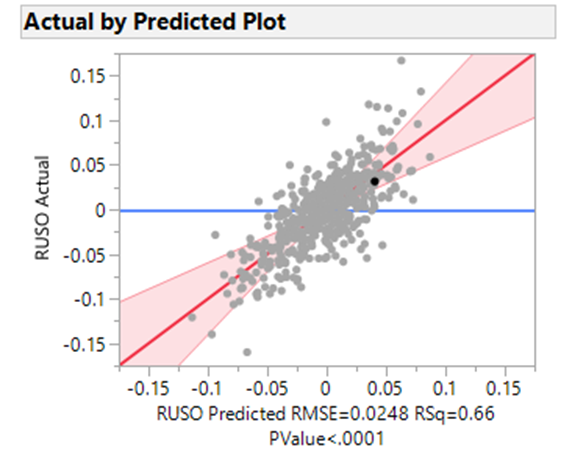 Actual by Predicted Plot
RUSO Actual
0.15
0.1
0.05
0
-0.05
-0.1
-0.15
-0.15 -0.1 -0.05 0 0.05 0.1 0.15
RUSO Predicted RMSE=0.0248 RSq=0.66
PValue<.0001